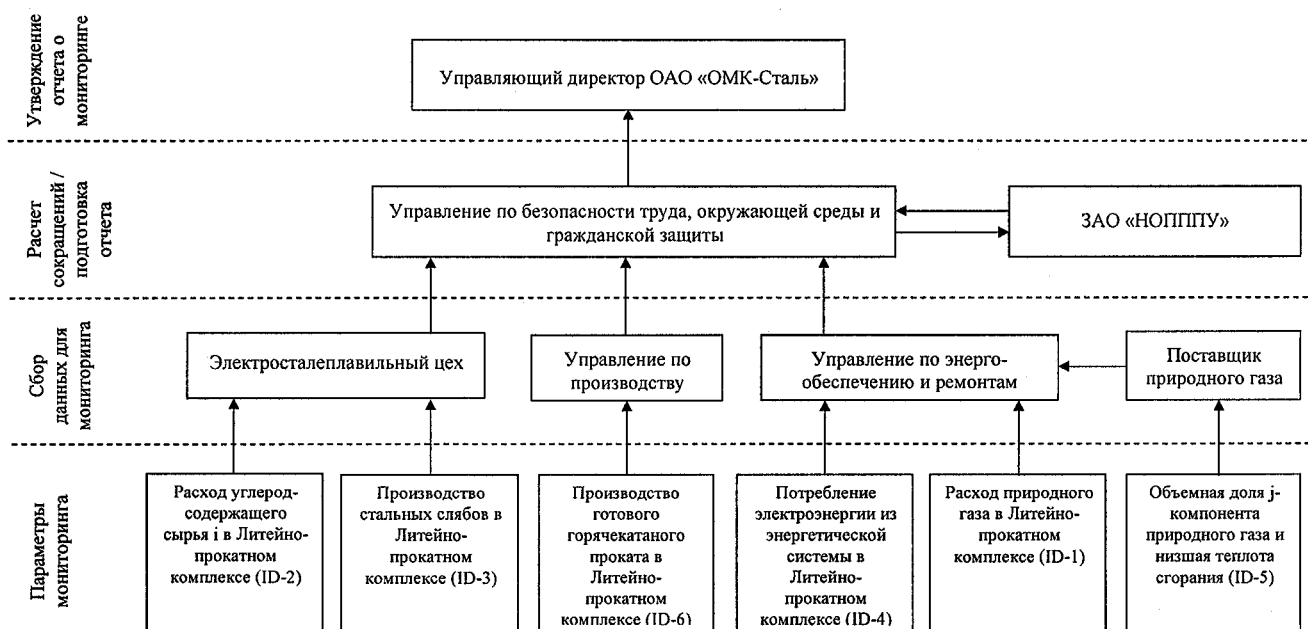 Утверждение
отчета о
мониторинге
Управляющий директор ОАО «ОМК-Сталь»
Расчет
сокращений /
подготовка
отчета
Управление по безопасности труда, окружающей среды и
гражданской защиты
ЗАО «НОПППУ»
Сбор
данных для
мониторинга
Электросталеплавильный цех
Управление по
производству
Управление по энерго-
обеспечению и ремонтам
Поставщик
природного газа
Параметры
мониторинга
Расход углерод-
содержащего
сырья i в Литейно-
прокатном
комплексе (ID-2)
Производство
стальных слябов в
Литейно-
прокатном
комплексе (ID-3)
Производство
готового
горячекатаного
проката в
Литейно-
прокатном
комплексе (ID-6)
Потребление
электроэнергии из
энергетической
системы в
Литейно-
прокатном
комплексе (ID-4)
Расход природного
газа в Литейно-
прокатном
комплексе (ID-1)
Объемная доля j-
компонента
природного газа и
низшая теплота
сгорания (ID-5)